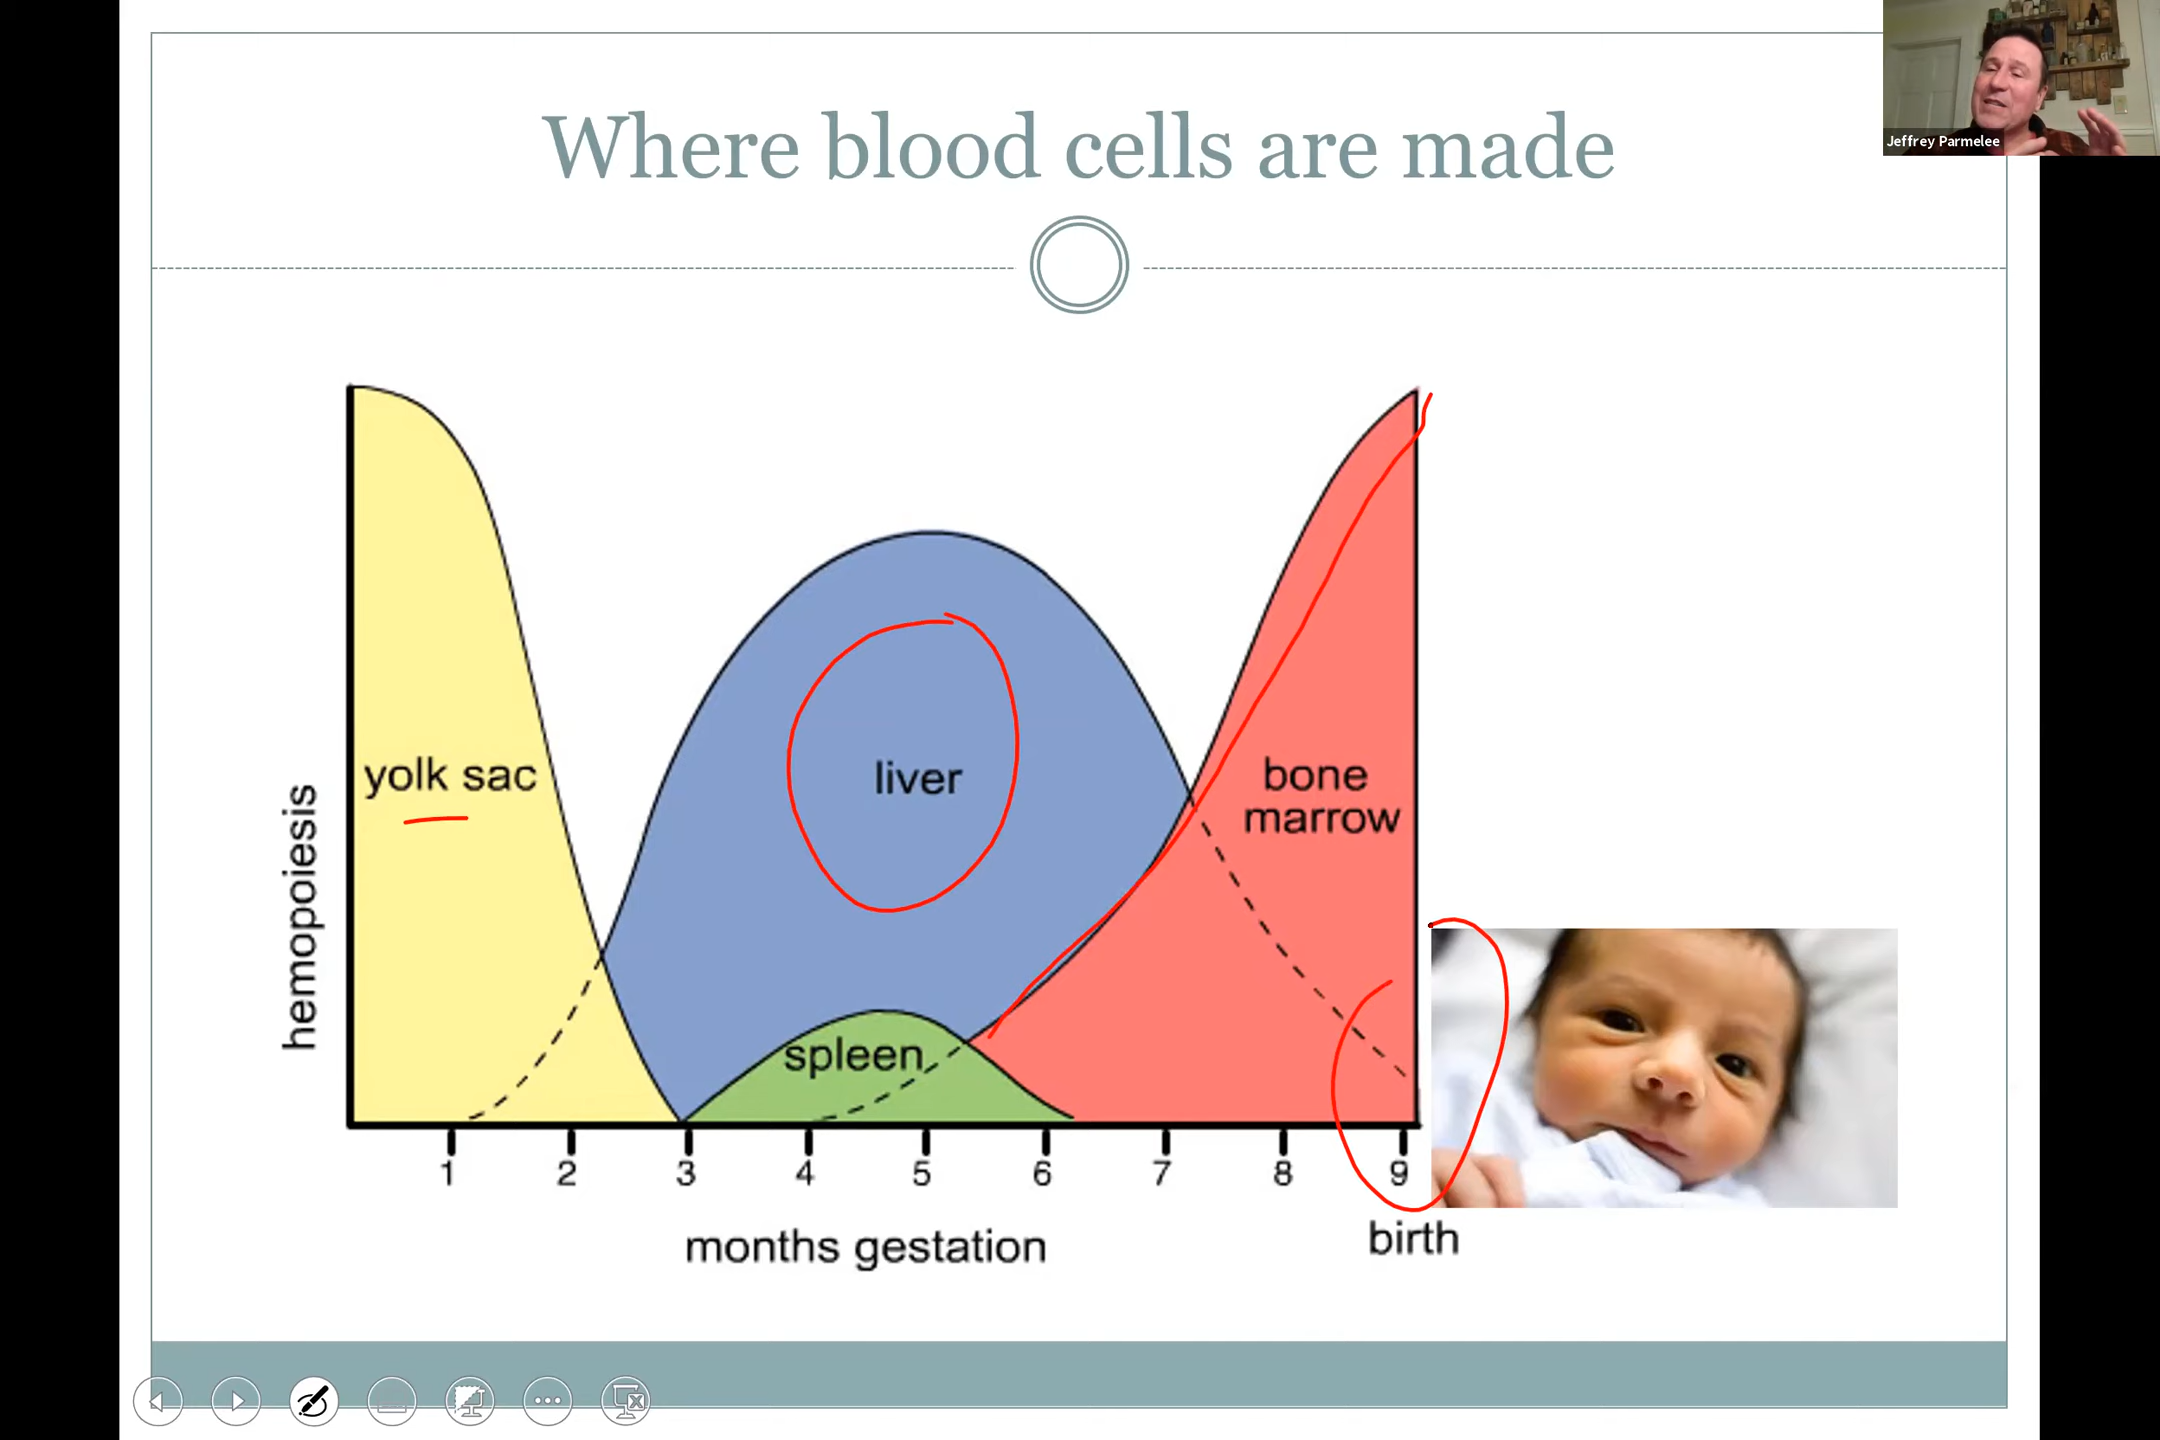 Where blood cells are made
Jeffrey Parmelee
hemopoiesis
yolk sac
liver
spleen
bone
marrow
1 2 3 4 5 6 7 8 9
months gestation
birth